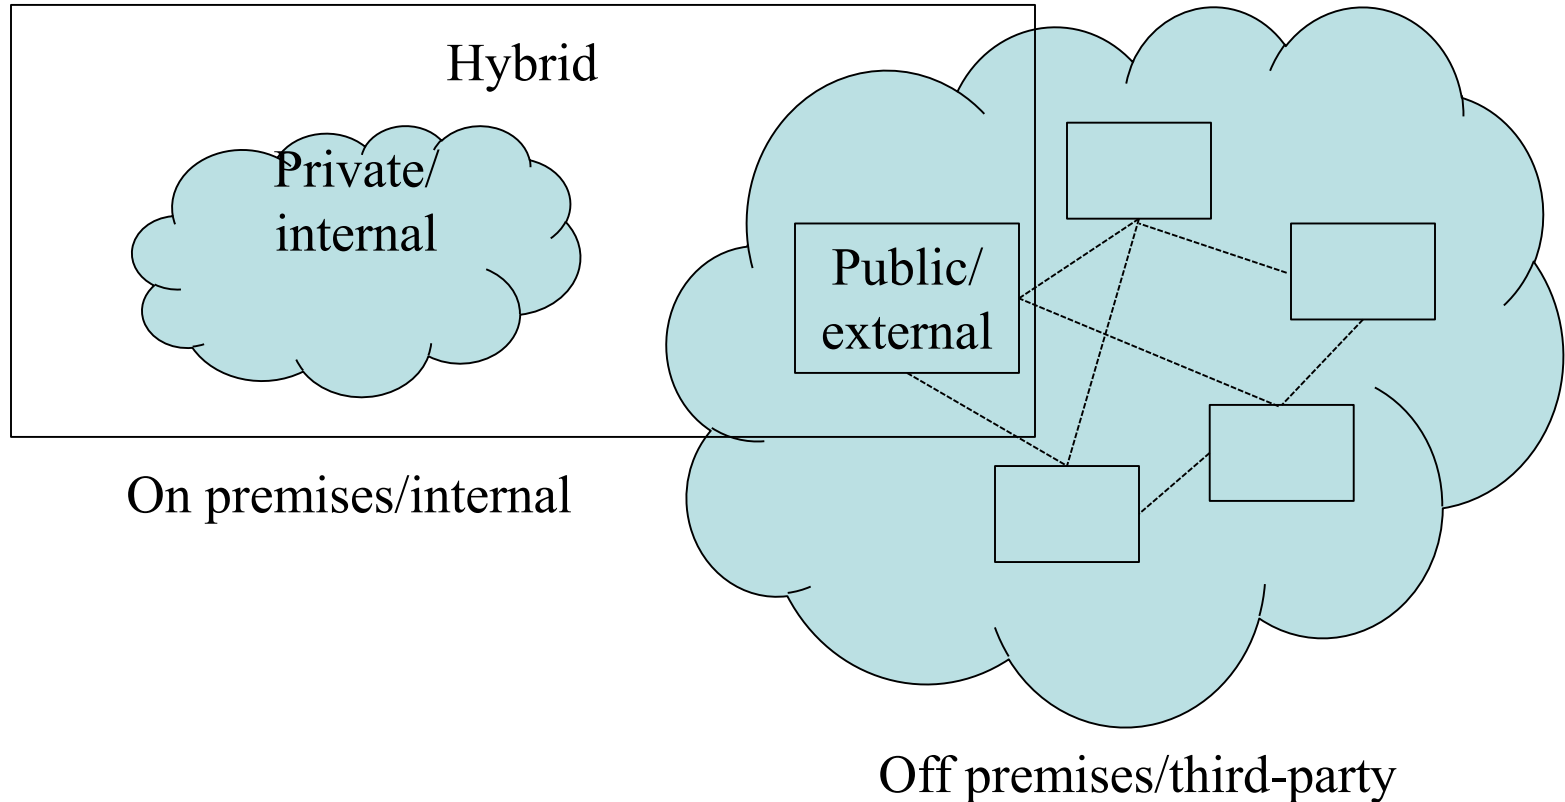 Hybrid
Private/
internal
Public/
external
On premises/internal
Off premises/third-party